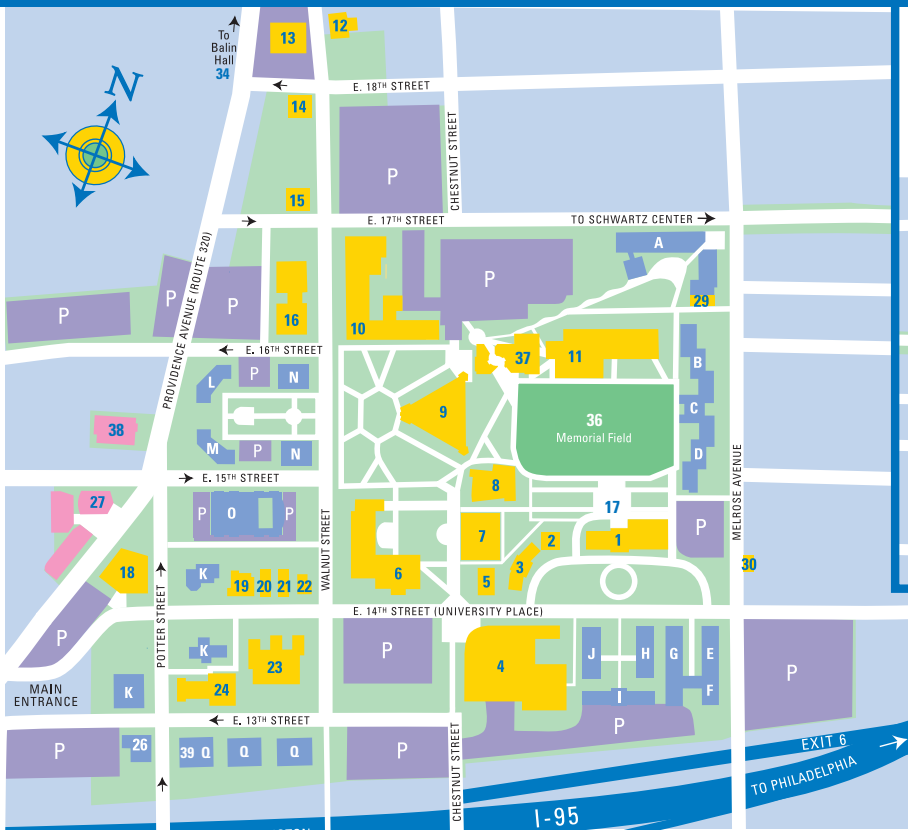 To
Balin
Hall
34
13
12
N
E. 18TH STREET
14
CHESTNUT STREET
P
15
E. 17TH STREET
TO SCHWARTZ CENTER
A
PROVIDENCE AVENUE (ROUTE 320)
P
P
P
16
10
P
29
E. 16TH STREET
37
11
B
L
P
N
9
36
Memorial Field
C
38
M
P
N
D
E. 15TH STREET
8
MELROSE AVENUE
27
P
O
P
WALNUT STREET
17
P
7
2
1
18
K
19
20
21
22
6
5
3
30
POTTER STREET
E. 14TH STREET (UNIVERSITY PLACE)
P
K
23
P
4
J
H
G
E
P
MAIN
ENTRANCE
K
24
I
F
E. 13TH STREET
P
P
26
39
Q
Q
Q
P
CHESTNUT STREET
EXIT 6
TO PHILADELPHIA
I-95